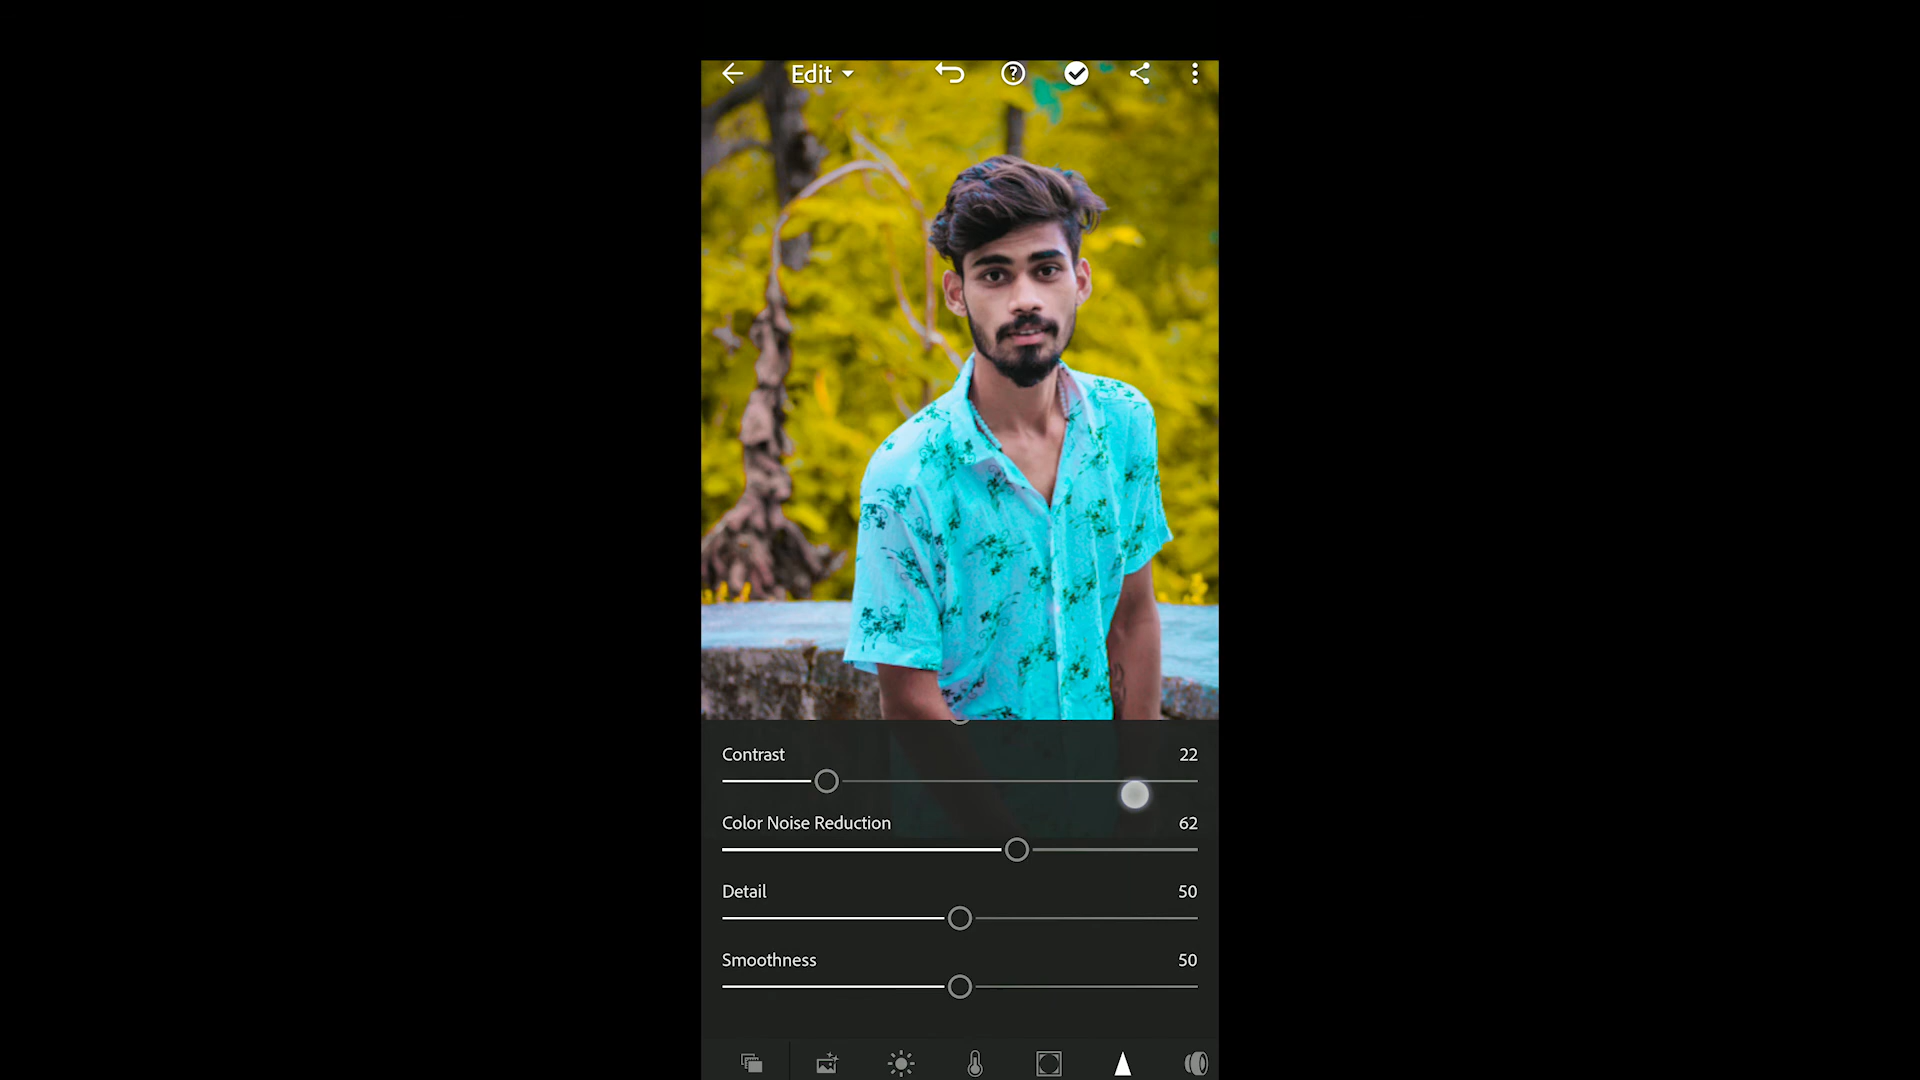 Edit
Contrast 22
Color Noise Reduction 62
Detail 50
Smoothness 50